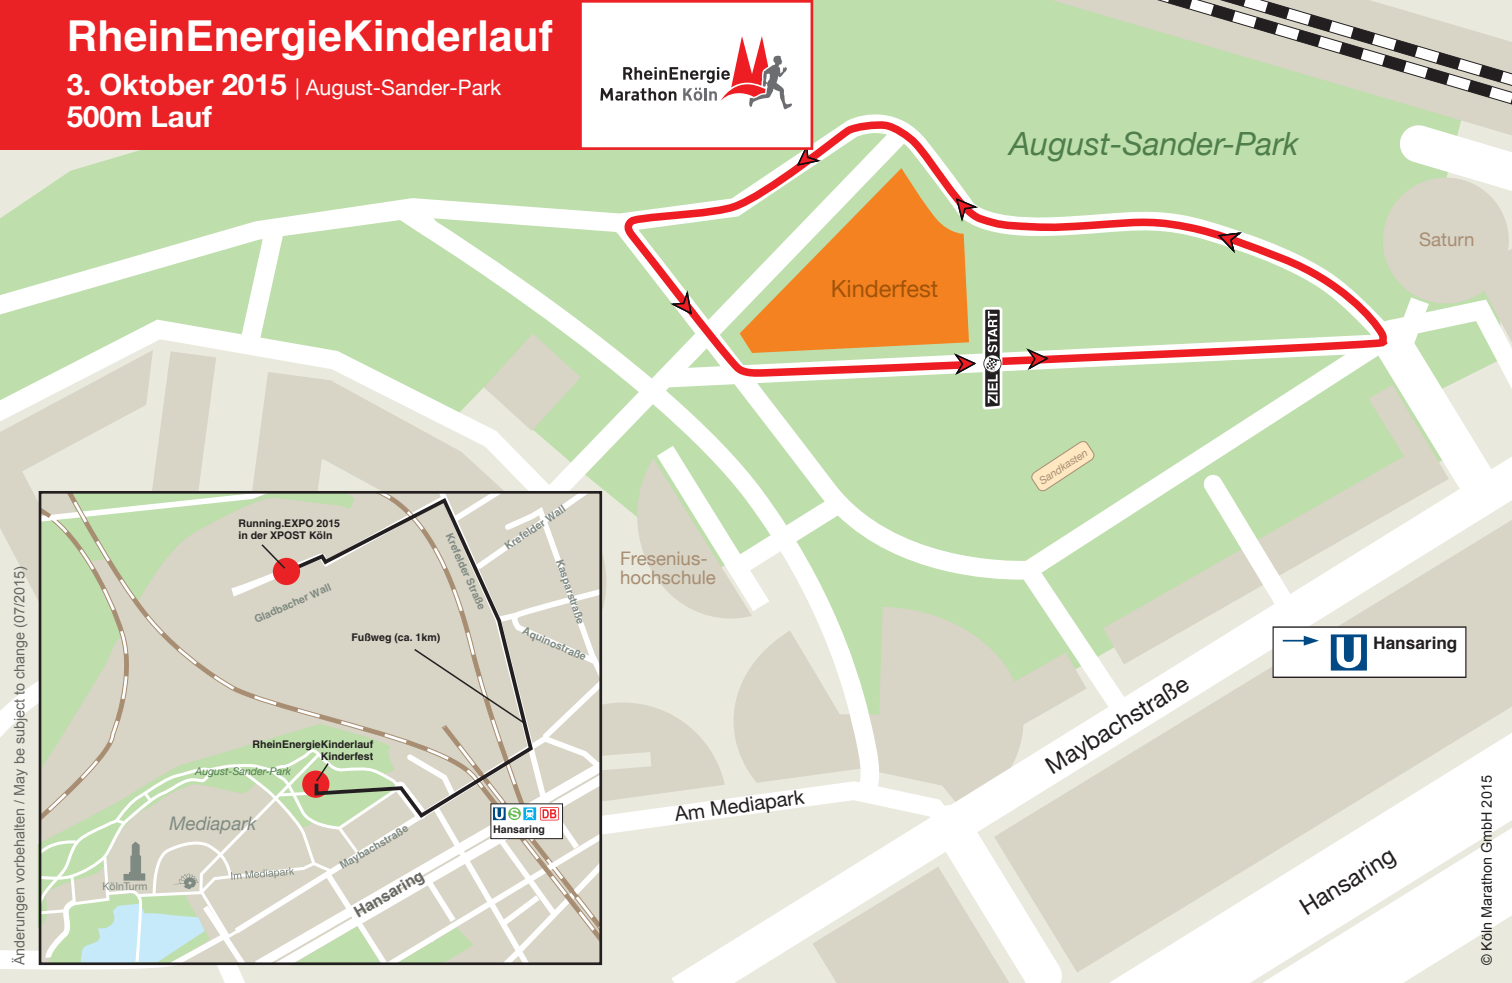 RheinEnergieKinderlauf
3. Oktober 2015 | August-Sander-Park
500m Lauf
RheinEnergie
Marathon Köln
August-Sander-Park
Saturn
Kinderfest
START
ZIEL
Sandkasten
Fresenius-
hochschule
U Hansaring
Maybachstraße
Am Mediapark
Hansaring
Running.EXPO 2015
in der XPOST Köln
Gladbacher Wall
Krefelder Wall
Krefelder Straße
Kasparstraße
Aquinostraße
Fußweg (ca. 1km)
RheinEnergieKinderlauf
Kinderfest
August-Sander-Park
Mediapark
KölnTurm
Im Mediapark
Maybachstraße
Hansaring
U S DB
Hansaring
Änderungen vorbehalten / May be subject to change (07/2015)
© Köln Marathon GmbH 2015